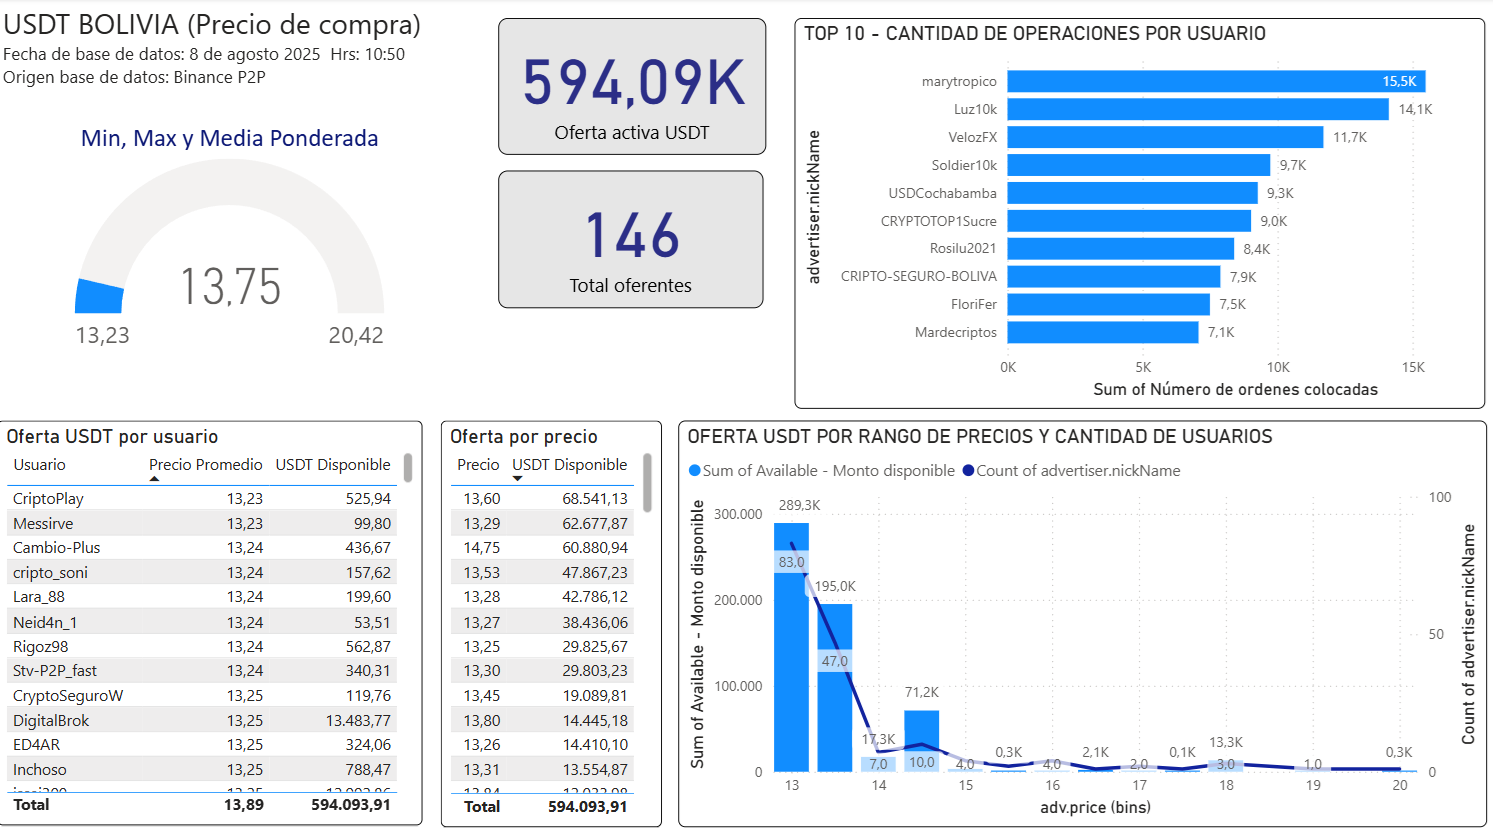 USDT BOLIVIA (Precio de compra)
Fecha de base de datos: 8 de agosto 2025  Hrs: 10:50
Origen base de datos: Binance P2P
Min, Max y Media Ponderada
13,75
13,23
20,42
594,09K
Oferta activa USDT
146
Total oferentes
TOP 10 - CANTIDAD DE OPERACIONES POR USUARIO
advertiser.nickName
marytropico 15,5K
Luz10k 14,1K
VelozFX 11,7K
Soldier10k 9,7K
USDCochabamba 9,3K
CRYPTOTOP1Sucre 9,0K
Rosilu2021 8,4K
CRIPTO-SEGURO-BOLIVA 7,9K
FloriFer 7,5K
Mardecriptos 7,1K
0K 5K 10K 15K
Sum of Número de ordenes colocadas
Oferta USDT por usuario
Usuario Precio Promedio USDT Disponible
CriptoPlay 13,23 525,94
Messirve 13,23 99,80
Cambio-Plus 13,24 436,67
cripto_soni 13,24 157,62
Lara_88 13,24 199,60
Neid4n_1 13,24 53,51
Rigoz98 13,24 562,87
Stv-P2P_fast 13,24 340,31
CryptoSeguroW 13,25 119,76
DigitalBrok 13,25 13.483,77
ED4AR 13,25 324,06
Inchoso 13,25 788,47
Total 13,89 594.093,91
Oferta por precio
Precio USDT Disponible
13,60 68.541,13
13,29 62.677,87
14,75 60.880,94
13,53 47.867,23
13,28 42.786,12
13,27 38.436,06
13,25 29.825,67
13,30 29.803,23
13,45 19.089,81
13,80 14.445,18
13,26 14.410,10
13,31 13.554,87
Total 594.093,91
OFERTA USDT POR RANGO DE PRECIOS Y CANTIDAD DE USUARIOS
Sum of Available - Monto disponible Count of advertiser.nickName
Sum of Available - Monto disponible
300.000
200.000
100.000
0
289,3K
195,0K
17,3K
71,2K
0,3K
2,1K
0,1K
13,3K
0,3K
83,0
47,0
7,0
10,0
4,0
4,0
2,0
3,0
1,0
100
50
0
Count of advertiser.nickName
13 14 15 16 17 18 19 20
adv.price (bins)